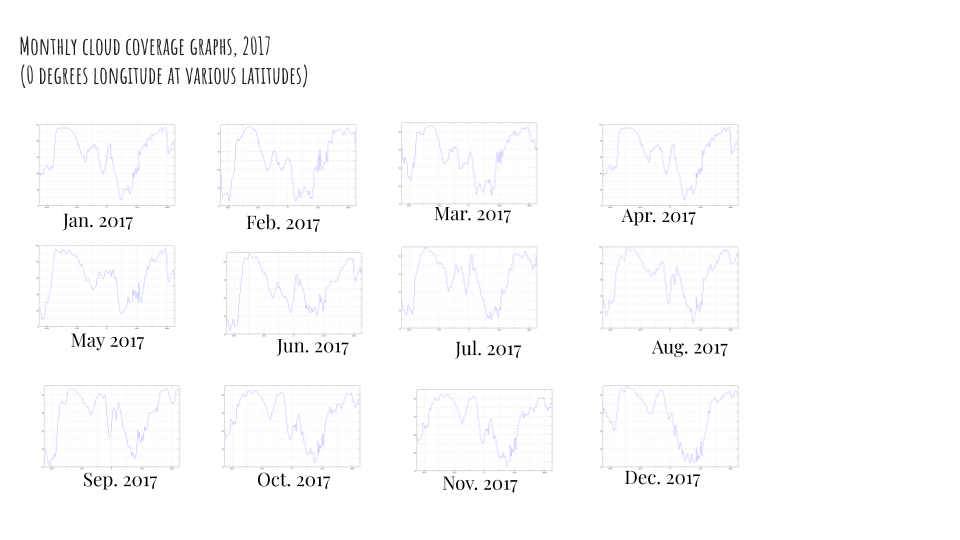 Monthly cloud coverage graphs, 2017
(0 degrees longitude at various latitudes)
Jan. 2017
Feb. 2017
Mar. 2017
Apr. 2017
May 2017
Jun. 2017
Jul. 2017
Aug. 2017
Sep. 2017
Oct. 2017
Nov. 2017
Dec. 2017